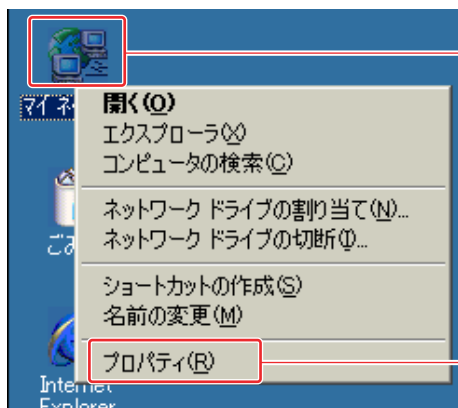 マイ ネ
開く(O)
エクスプローラ(X)
コンピュータの検索(C)
ネットワーク ドライブの割り当て(N)...
ネットワーク ドライブの切断(D)...
ショートカットの作成(S)
名前の変更(M)
プロパティ(R)
ごみ
Internet
Explorer